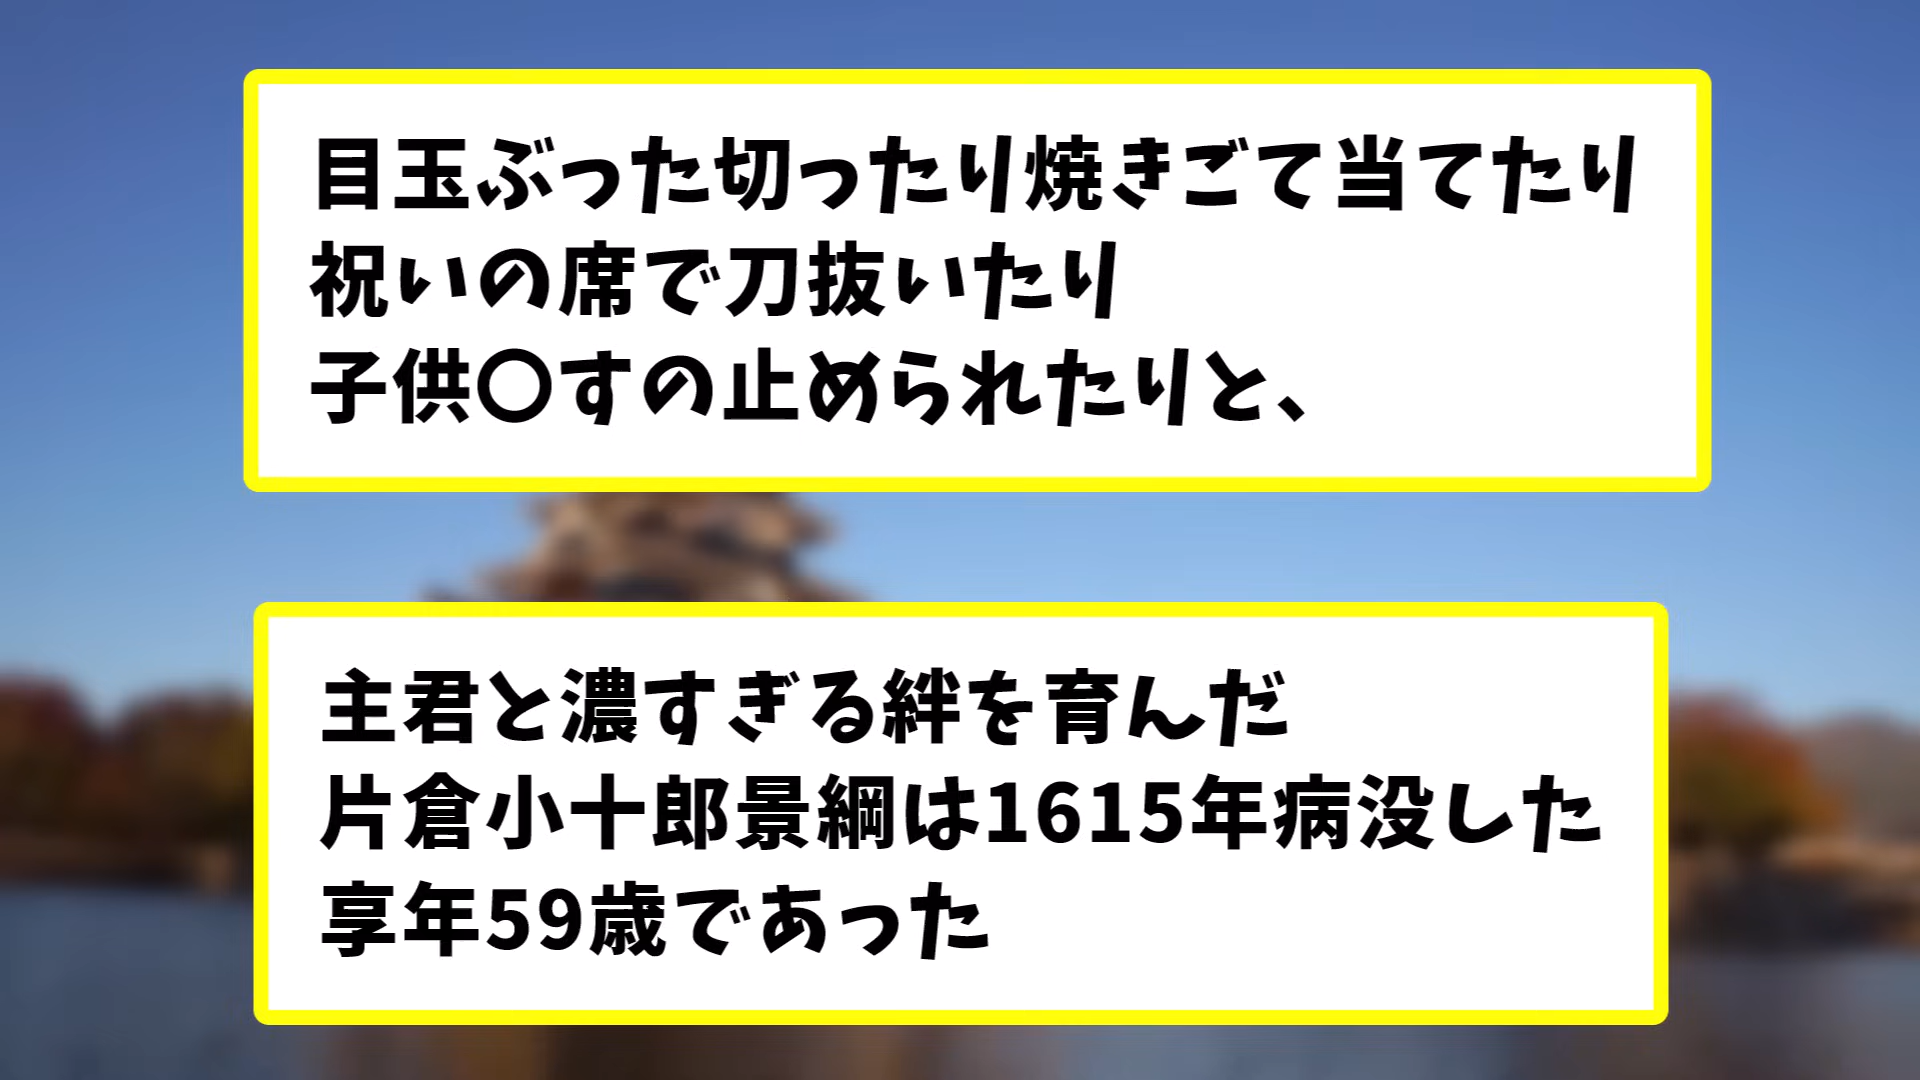 目玉ぶった切ったり焼きごて当てたり
祝いの席で刀抜いたり
子供〇すの止められたりと、
主君と濃すぎる絆を育んだ
片倉小十郎景綱は1615年病没した
享年59歳であった